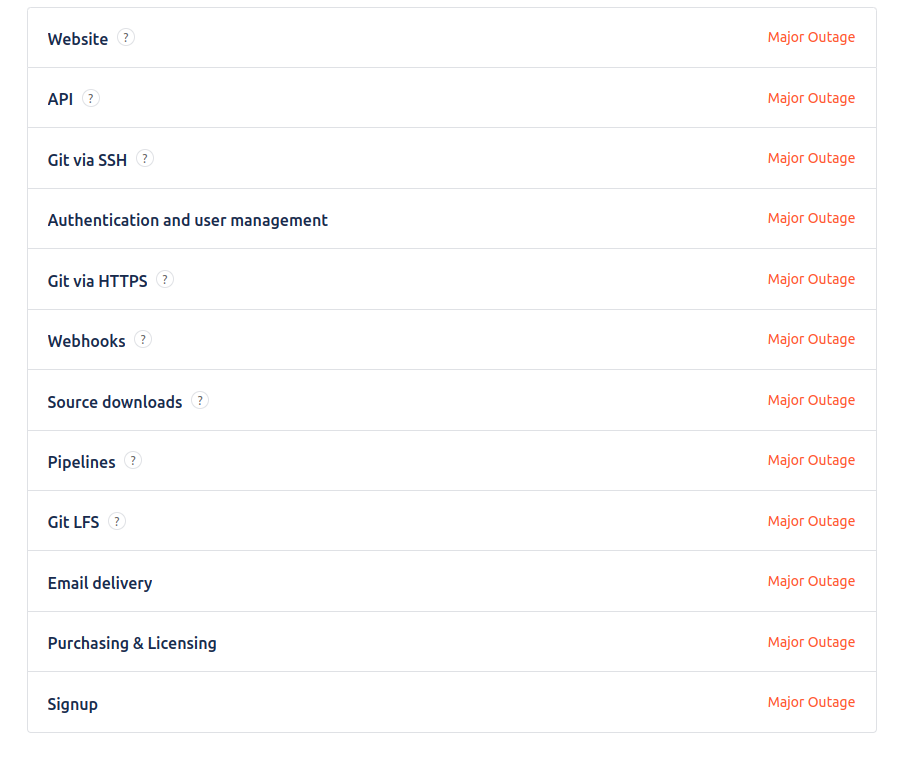 Website ? Major Outage
API ? Major Outage
Git via SSH ? Major Outage
Authentication and user management Major Outage
Git via HTTPS ? Major Outage
Webhooks ? Major Outage
Source downloads ? Major Outage
Pipelines ? Major Outage
Git LFS ? Major Outage
Email delivery Major Outage
Purchasing & Licensing Major Outage
Signup Major Outage